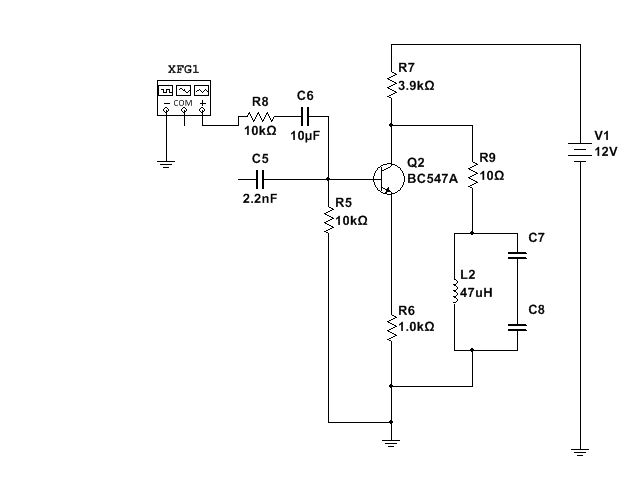 XFG1
COM
R8
10kΩ
C6
10µF
C5
2.2nF
R5
10kΩ
R7
3.9kΩ
Q2
BC547A
R9
10Ω
C7
L2
47uH
C8
R6
1.0kΩ
V1
12V